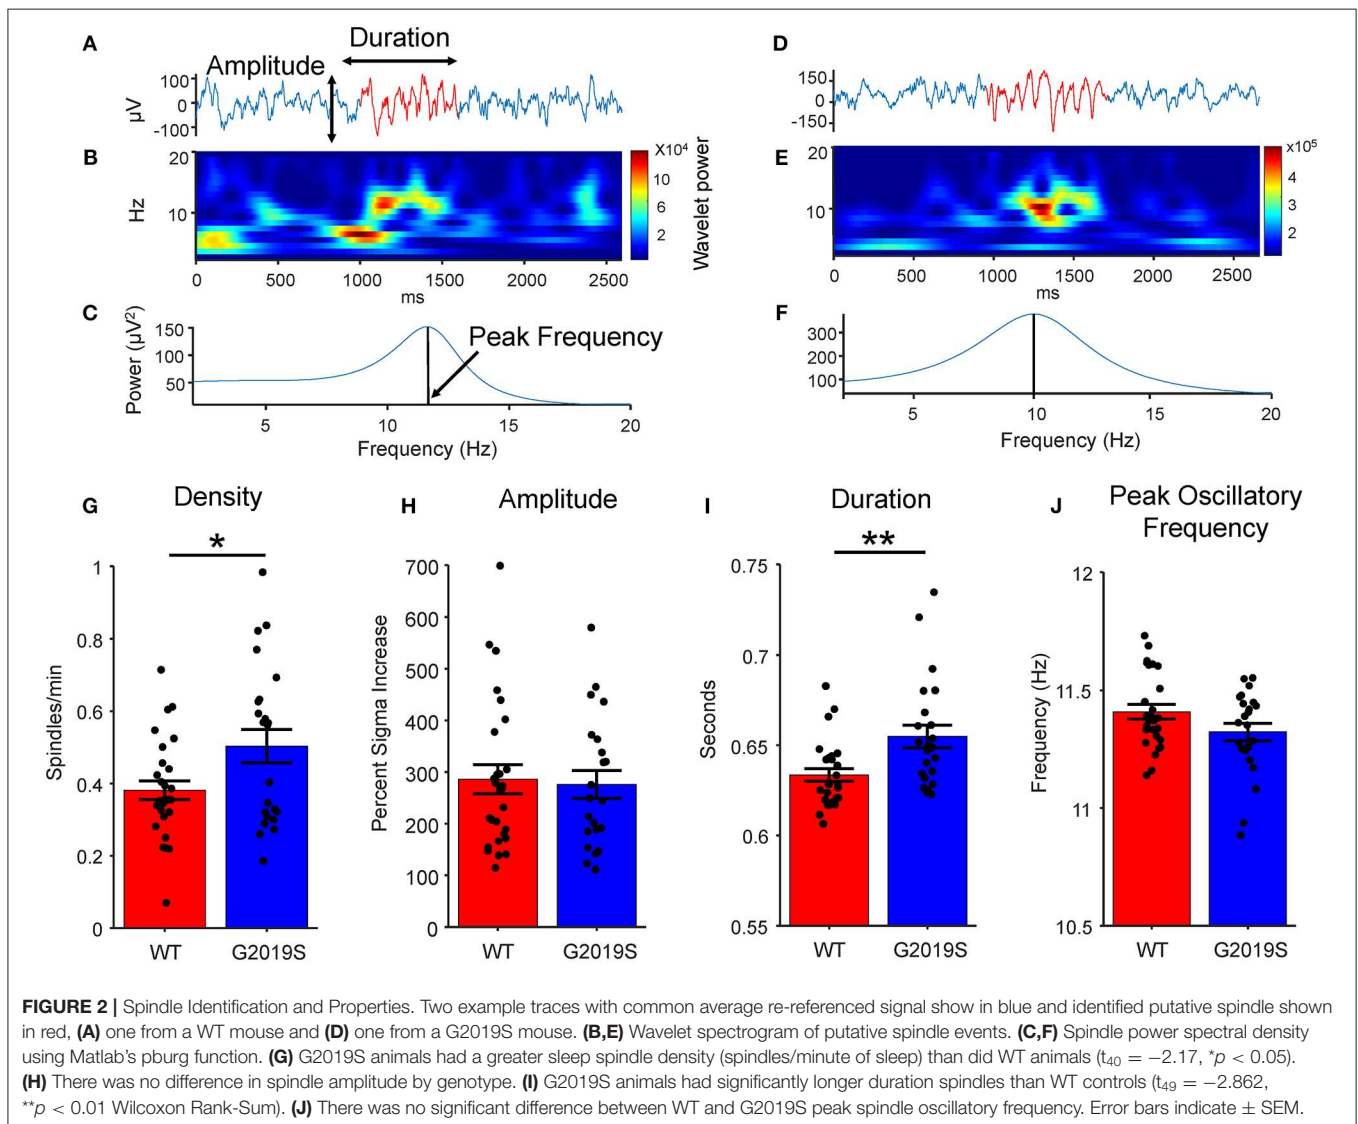 A
Duration
Amplitude
100
0
-100
µV
D
150
0
-150
B
20
10
Hz
0
500
1000
1500
2000
2500
ms
X10⁴
10
6
2
Wavelet power
E
20
10
0
500
1000
1500
2000
2500
ms
x10⁵
4
3
2
C
150
100
50
Power (µV²)
Peak Frequency
5
10
15
20
Frequency (Hz)
F
300
200
100
5
10
15
20
Frequency (Hz)
G
Density
*
1
0.8
0.6
0.4
0.2
0
Spindles/min
WT
G2019S
H
Amplitude
700
600
500
400
300
200
100
0
Percent Sigma Increase
WT
G2019S
I
Duration
**
0.75
0.7
0.65
0.6
0.55
Seconds
WT
G2019S
J
Peak Oscillatory
Frequency
12
11.5
11
10.5
Frequency (Hz)
WT
G2019S
FIGURE 2 | Spindle Identification and Properties. Two example traces with common average re-referenced signal show in blue and identified putative spindle shown
in red, (A) one from a WT mouse and (D) one from a G2019S mouse. (B,E) Wavelet spectrogram of putative spindle events. (C,F) Spindle power spectral density
using Matlab's pburg function. (G) G2019S animals had a greater sleep spindle density (spindles/minute of sleep) than did WT animals (t₄₀ = −2.17, *p < 0.05).
(H) There was no difference in spindle amplitude by genotype. (I) G2019S animals had significantly longer duration spindles than WT controls (t₄₉ = −2.862,
**p < 0.01 Wilcoxon Rank-Sum). (J) There was no significant difference between WT and G2019S peak spindle oscillatory frequency. Error bars indicate ± SEM.